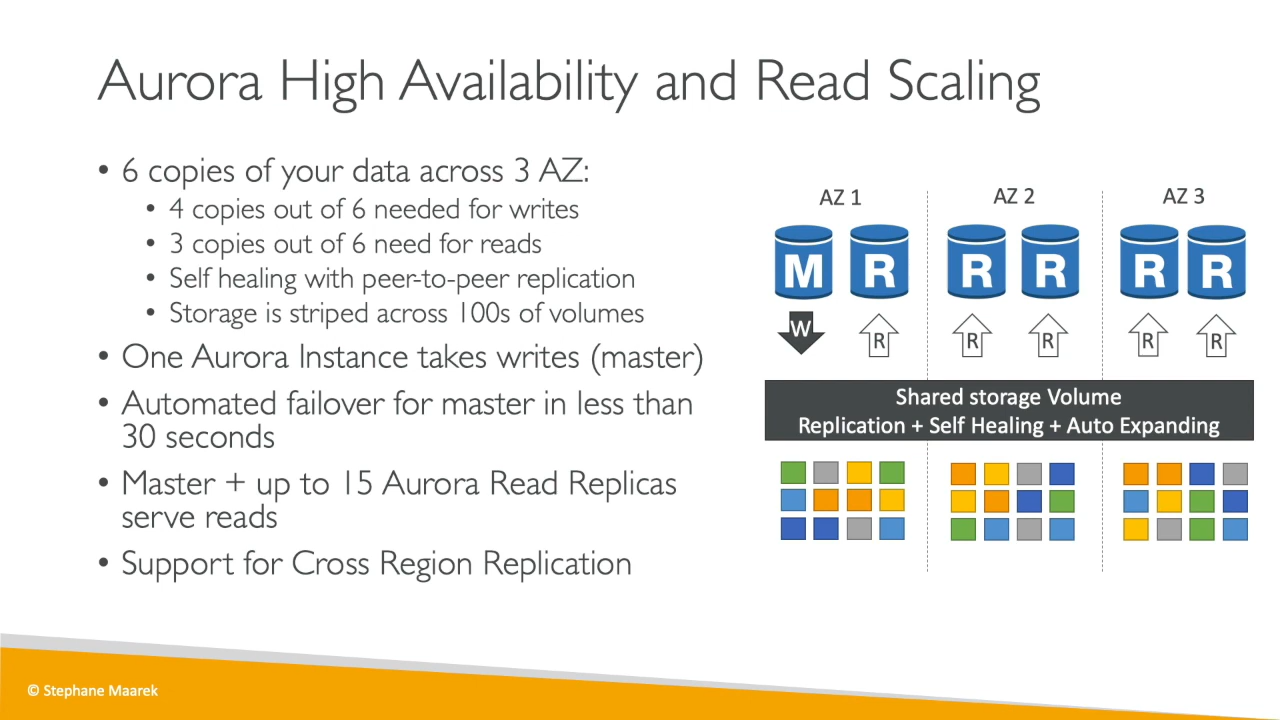 Aurora High Availability and Read Scaling
• 6 copies of your data across 3 AZ:
• 4 copies out of 6 needed for writes
• 3 copies out of 6 need for reads
• Self healing with peer-to-peer replication
• Storage is striped across 100s of volumes
• One Aurora Instance takes writes (master)
• Automated failover for master in less than
30 seconds
• Master + up to 15 Aurora Read Replicas
serve reads
• Support for Cross Region Replication
AZ 1 AZ 2 AZ 3
M R R R R R
W R R R R R
Shared storage Volume
Replication + Self Healing + Auto Expanding
© Stephane Maarek